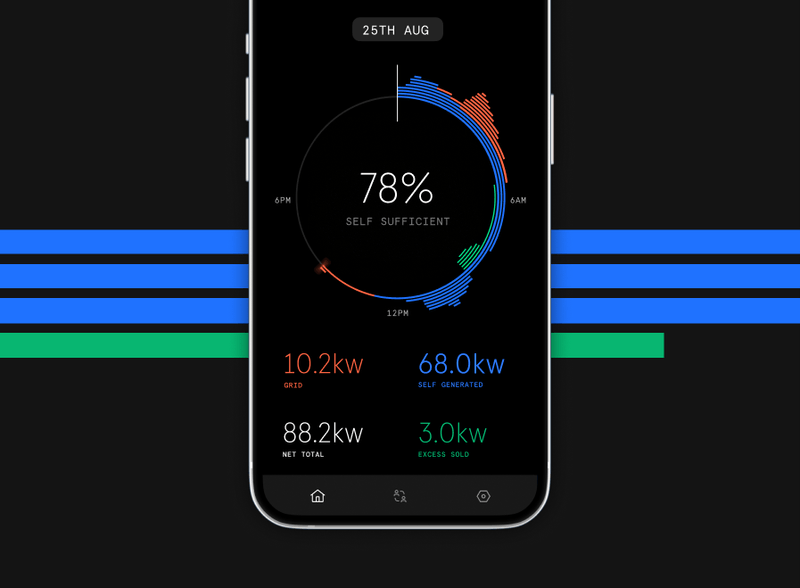 25TH AUG
78%
SELF SUFFICIENT
6PM
6AM
12PM
10.2kw
GRID
68.0kw
SELF GENERATED
88.2kw
NET TOTAL
3.0kw
EXCESS SOLD